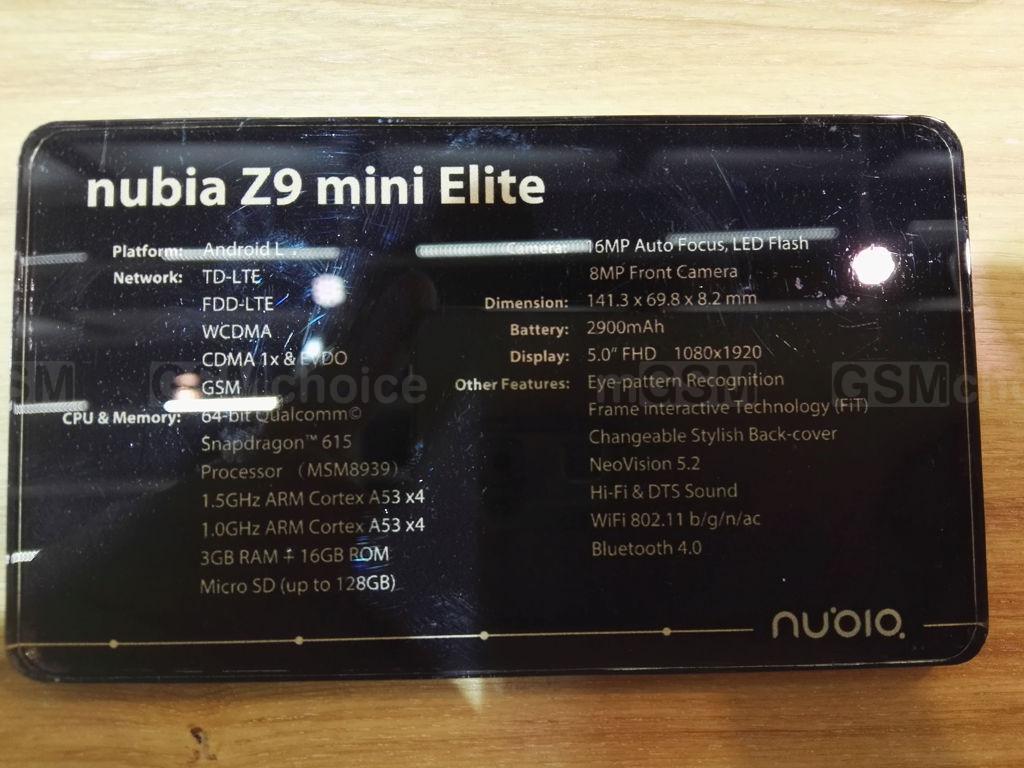 nubia Z9 mini Elite
Platform: Android L
Network: TD-LTE
FDD-LTE
WCDMA
CDMA 1x & EVDO
GSM
CPU & Memory: 64-bit Qualcomm©
Snapdragon™ 615
Processor （MSM8939）
1.5GHz ARM Cortex A53 x4
1.0GHz ARM Cortex A53 x4
3GB RAM + 16GB ROM
Micro SD (up to 128GB)
Camera: 16MP Auto Focus, LED Flash
8MP Front Camera
Dimension: 141.3 x 69.8 x 8.2 mm
Battery: 2900mAh
Display: 5.0" FHD 1080x1920
Other Features: Eye-pattern Recognition
Frame interactive Technology (FiT)
Changeable Stylish Back-cover
NeoVision 5.2
Hi-Fi & DTS Sound
WiFi 802.11 b/g/n/ac
Bluetooth 4.0
nubia
GSM GSMchoice mGSM GSMchoice